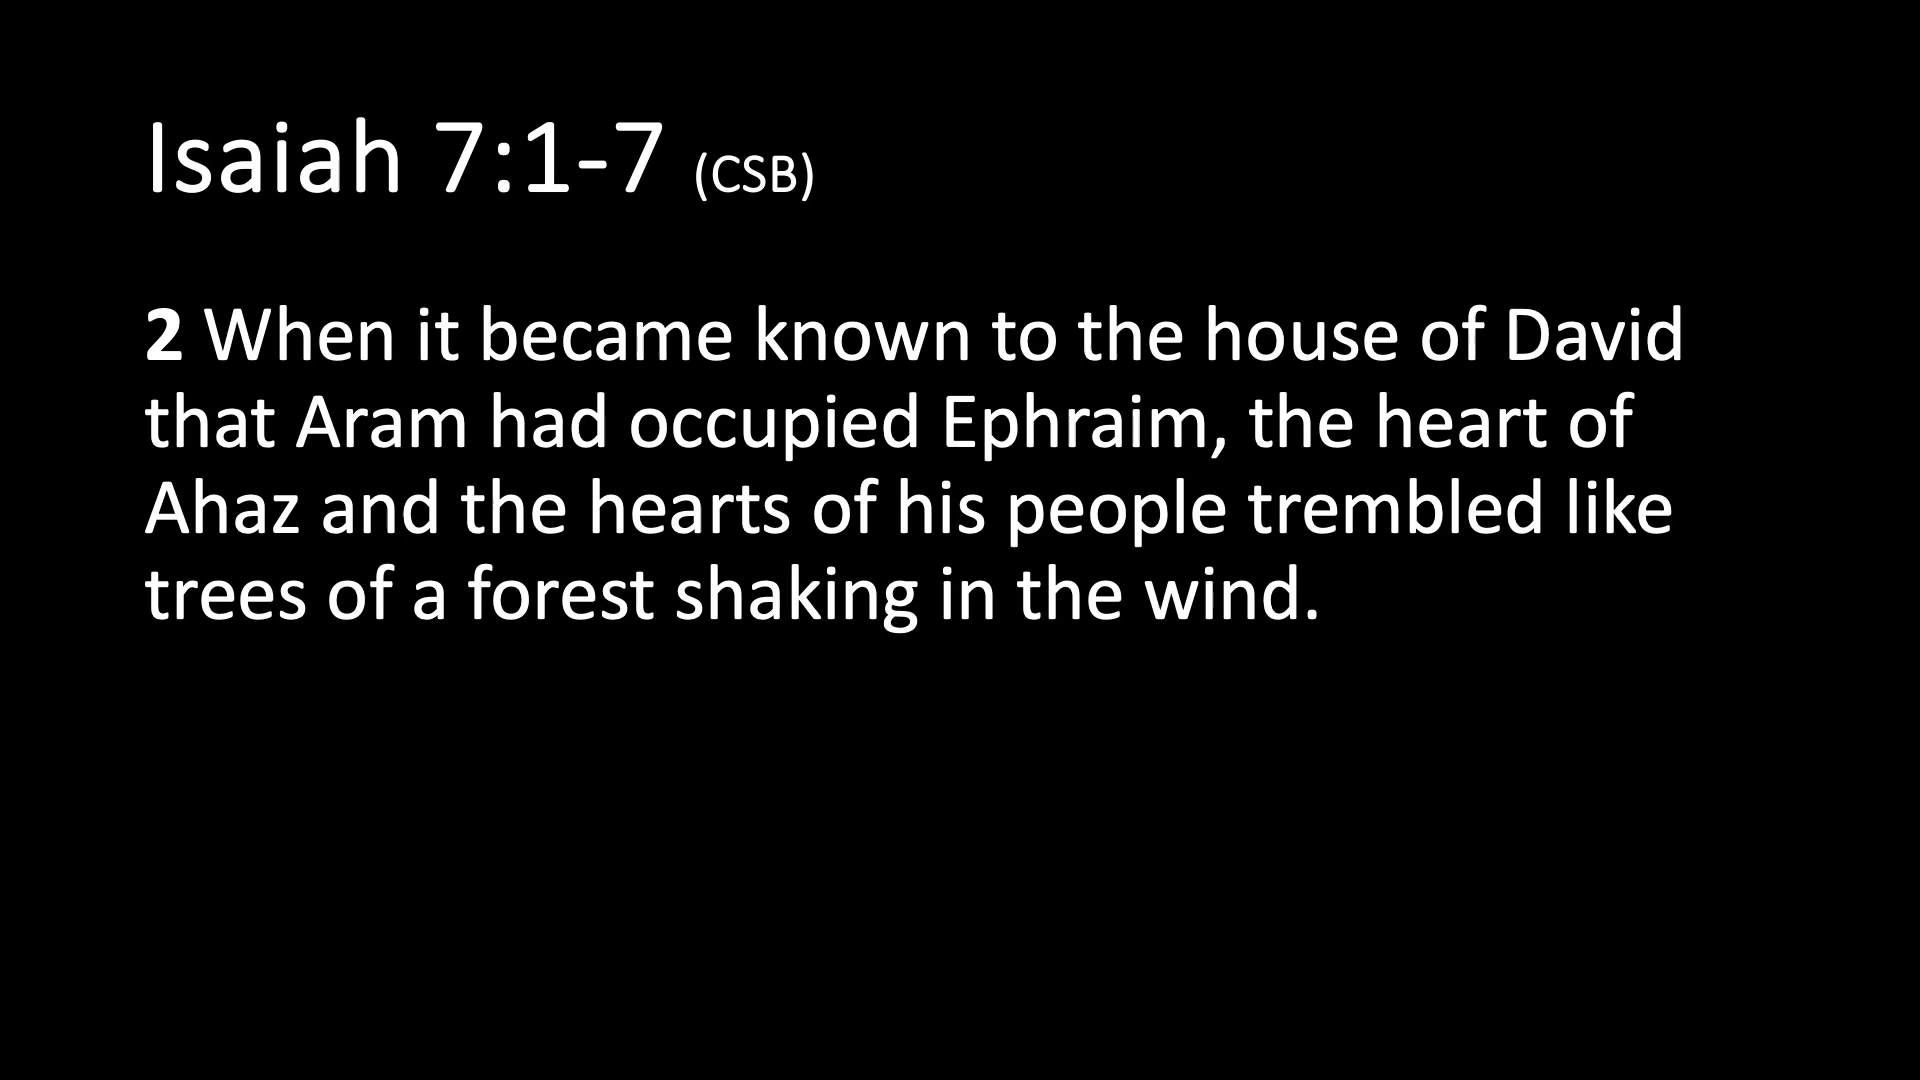 Isaiah 7:1-7 (CSB)
2 When it became known to the house of David
that Aram had occupied Ephraim, the heart of
Ahaz and the hearts of his people trembled like
trees of a forest shaking in the wind.